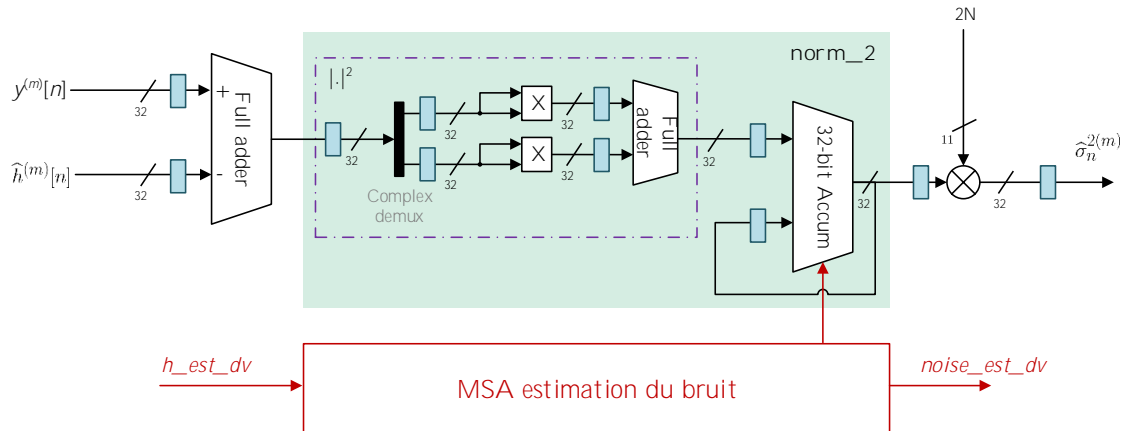 2N
norm_2
|.|²
y^(m)[n]
+
32
Full adder
32
32
32
X
32
Full adder
32
32-bit Accum
32
11
32
σ̂_n^2(m)
ĥ^(m)[n]
-
32
32
X
32
Complex
demux
h_est_dv
MSA estimation du bruit
noise_est_dv